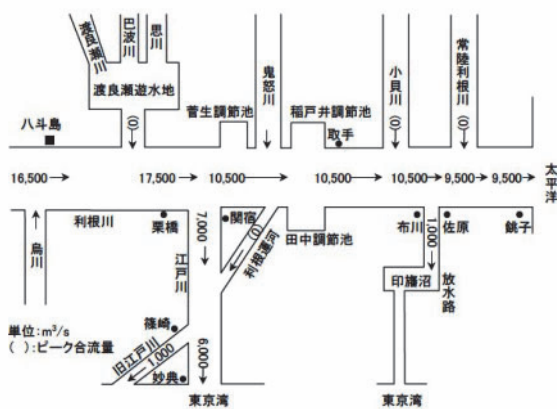 渡良瀬川
巴波川
思川
渡良瀬遊水地
(0)
鬼怒川
菅生調節池
稲戸井調節池
取手
小貝川
(0)
常陸利根川
(0)
八斗島
16,500
17,500
10,500
10,500
10,500
9,500
9,500
太平洋
烏川
利根川
栗橋
7,000
関宿
(0)
利根運河
田中調節池
布川
1,000
佐原
銚子
江戸川
印旛沼
放水路
単位:m³/s
( ):ピーク合流量
篠崎
旧江戸川
1,000
妙典
6,000
東京湾
東京湾